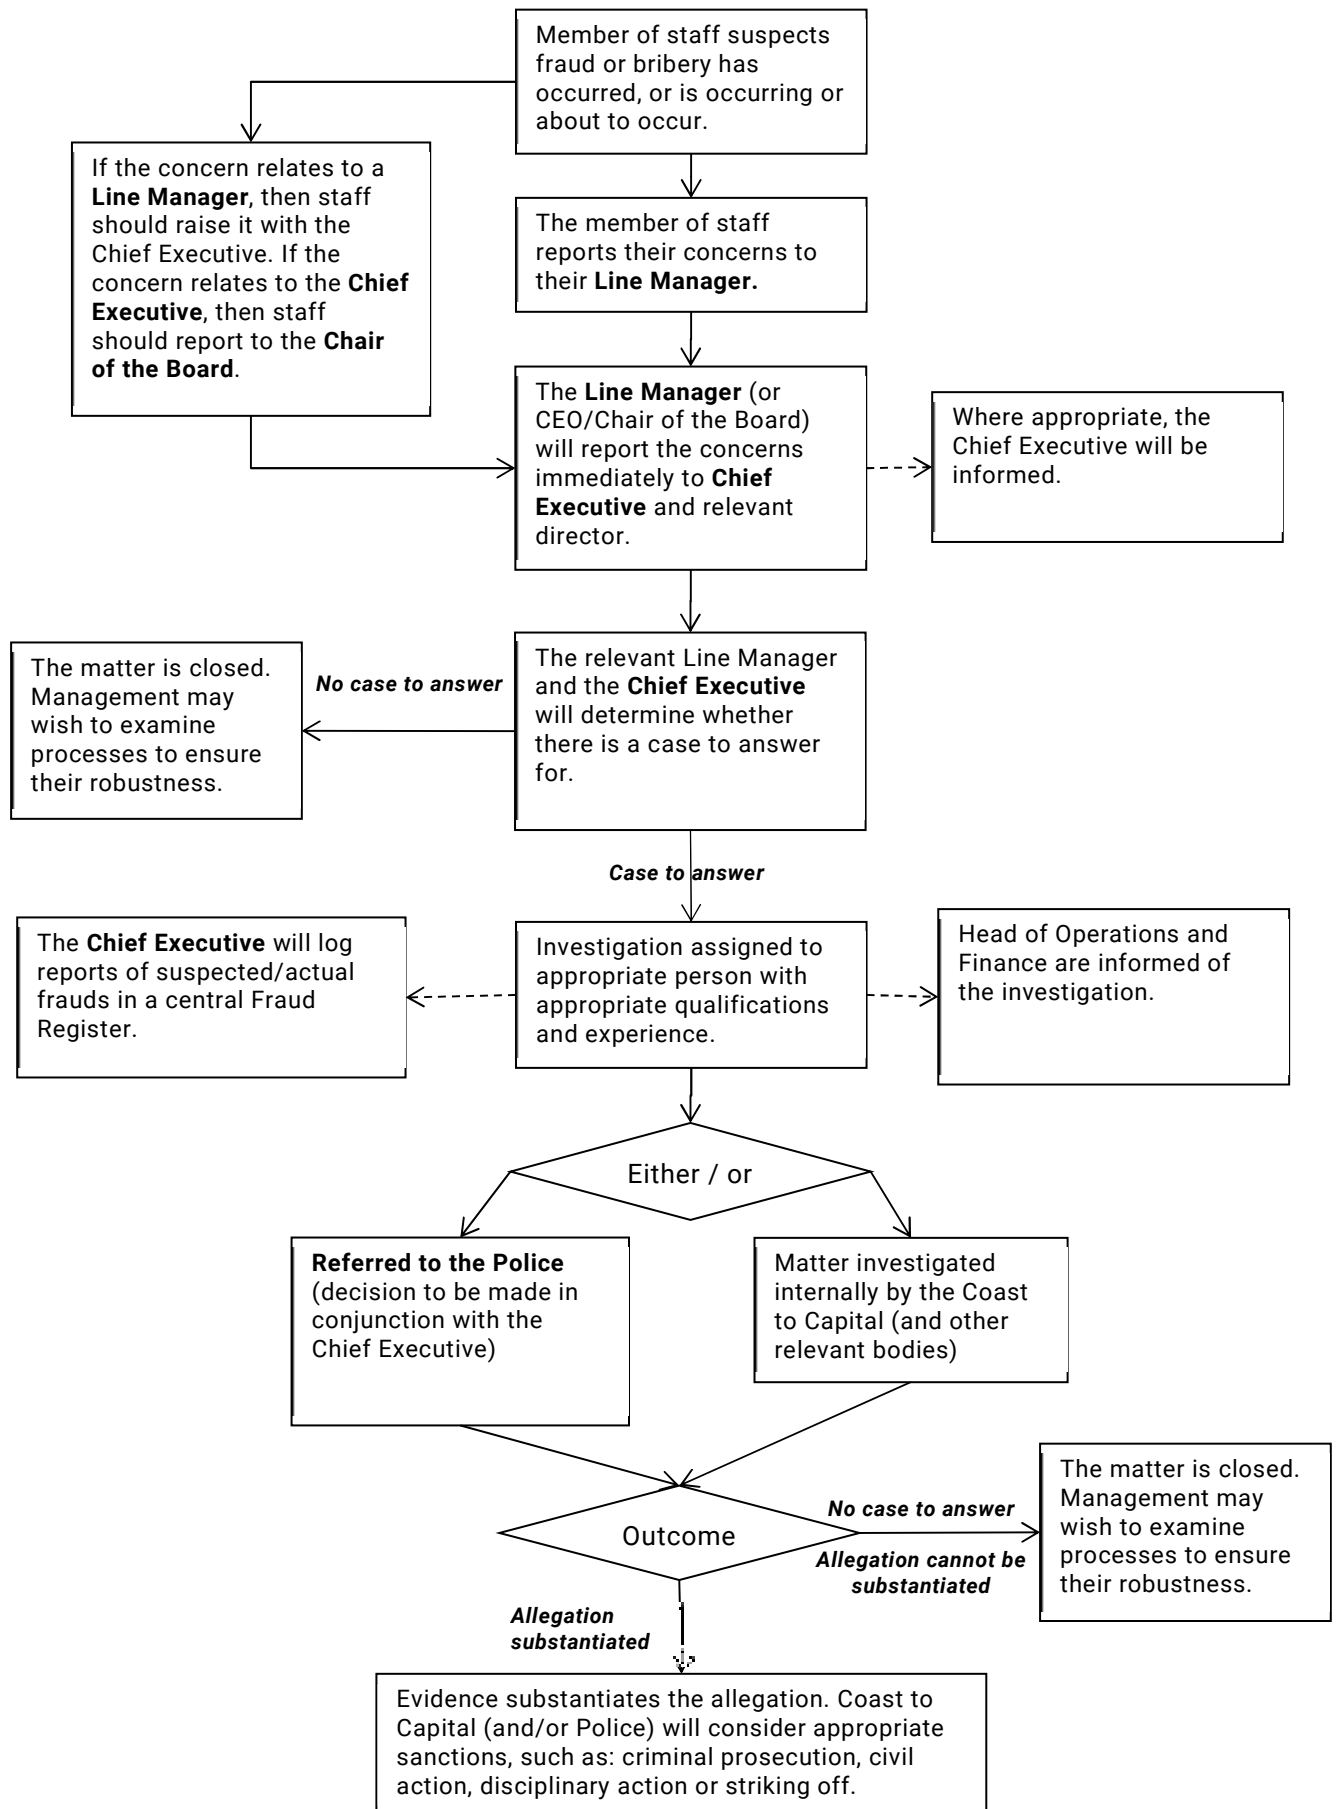 Member of staff suspects
fraud or bribery has
occurred, or is occurring or
about to occur.
If the concern relates to a
Line Manager, then staff
should raise it with the
Chief Executive. If the
concern relates to the Chief
Executive, then staff
should report to the Chair
of the Board.
The member of staff
reports their concerns to
their Line Manager.
The Line Manager (or
CEO/Chair of the Board)
will report the concerns
immediately to Chief
Executive and relevant
director.
Where appropriate, the
Chief Executive will be
informed.
The relevant Line Manager
and the Chief Executive
will determine whether
there is a case to answer
for.
No case to answer
The matter is closed.
Management may
wish to examine
processes to ensure
their robustness.
Case to answer
The Chief Executive will log
reports of suspected/actual
frauds in a central Fraud
Register.
Investigation assigned to
appropriate person with
appropriate qualifications
and experience.
Head of Operations and
Finance are informed of
the investigation.
Either / or
Referred to the Police
(decision to be made in
conjunction with the
Chief Executive)
Matter investigated
internally by the Coast
to Capital (and other
relevant bodies)
Outcome
No case to answer
Allegation cannot be
substantiated
The matter is closed.
Management may
wish to examine
processes to ensure
their robustness.
Allegation
substantiated
Evidence substantiates the allegation. Coast to
Capital (and/or Police) will consider appropriate
sanctions, such as: criminal prosecution, civil
action, disciplinary action or striking off.